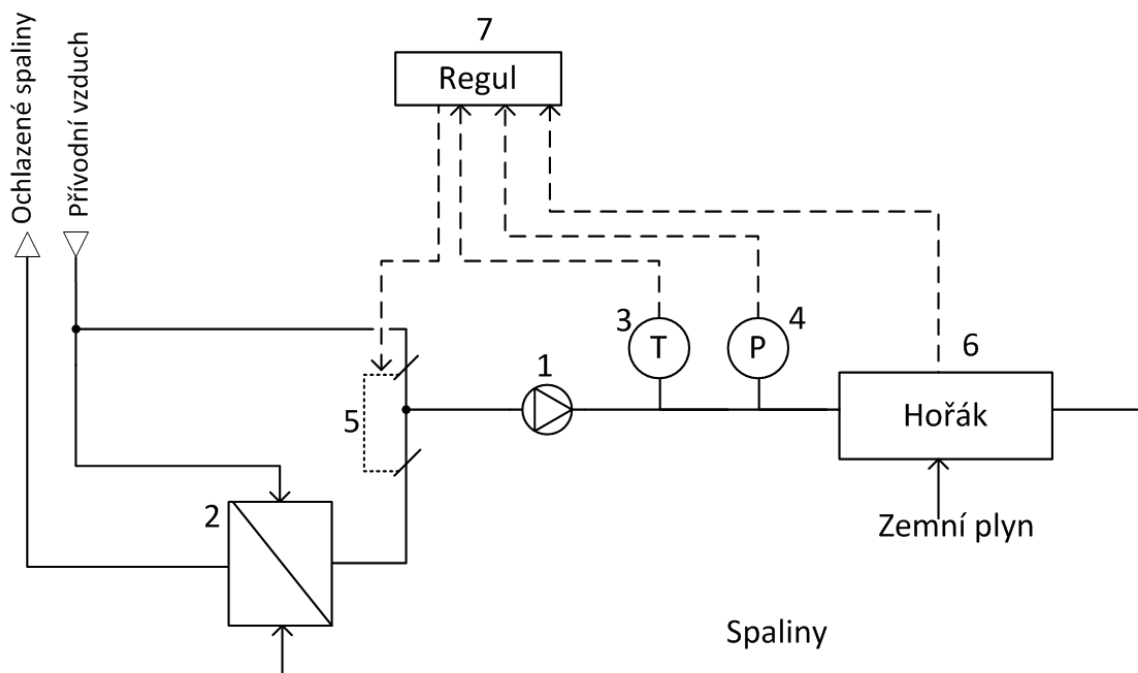 Ochlazené spaliny
Přívodní vzduch
7
Regul
3
T
4
P
6
1
5
Hořák
2
Zemní plyn
Spaliny